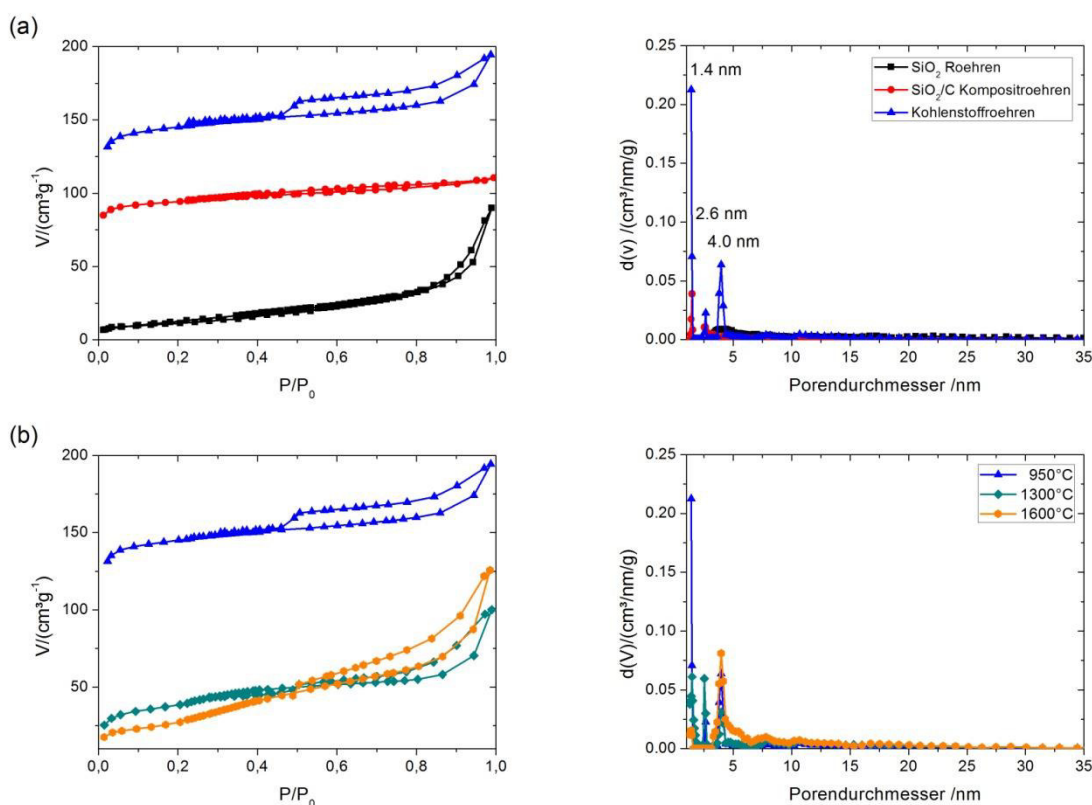 (a)
200
150
100
50
0
V/(cm³g⁻¹)
0,0 0,2 0,4 0,6 0,8 1,0
P/P₀
0.25
0.20
0.15
0.10
0.05
0.00
d(v) /(cm³/nm/g)
1.4 nm
2.6 nm
4.0 nm
SiO₂ Roehren
SiO₂/C Kompositroehren
Kohlenstoffroehren
5 10 15 20 25 30 35
Porendurchmesser /nm
(b)
200
150
100
50
0
V/(cm³g⁻¹)
0,0 0,2 0,4 0,6 0,8 1,0
P/P₀
0.25
0.20
0.15
0.10
0.05
0.00
d(V)/(cm³/nm/g)
950°C
1300°C
1600°C
5 10 15 20 25 30 35
Porendurchmesser /nm